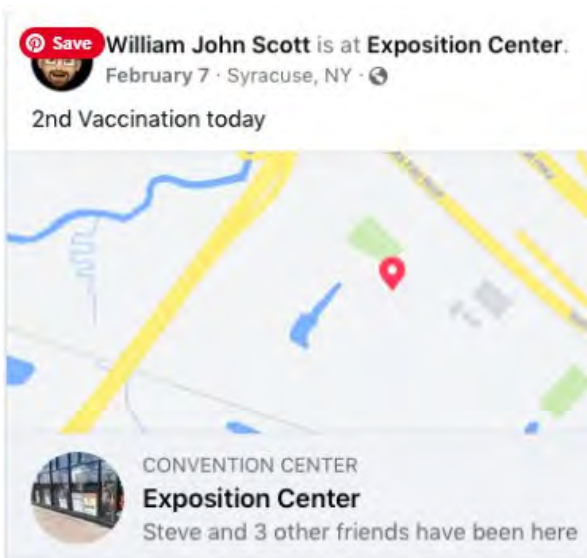 Save
William John Scott is at Exposition Center.
February 7 · Syracuse, NY ·
2nd Vaccination today
CONVENTION CENTER
Exposition Center
Steve and 3 other friends have been here